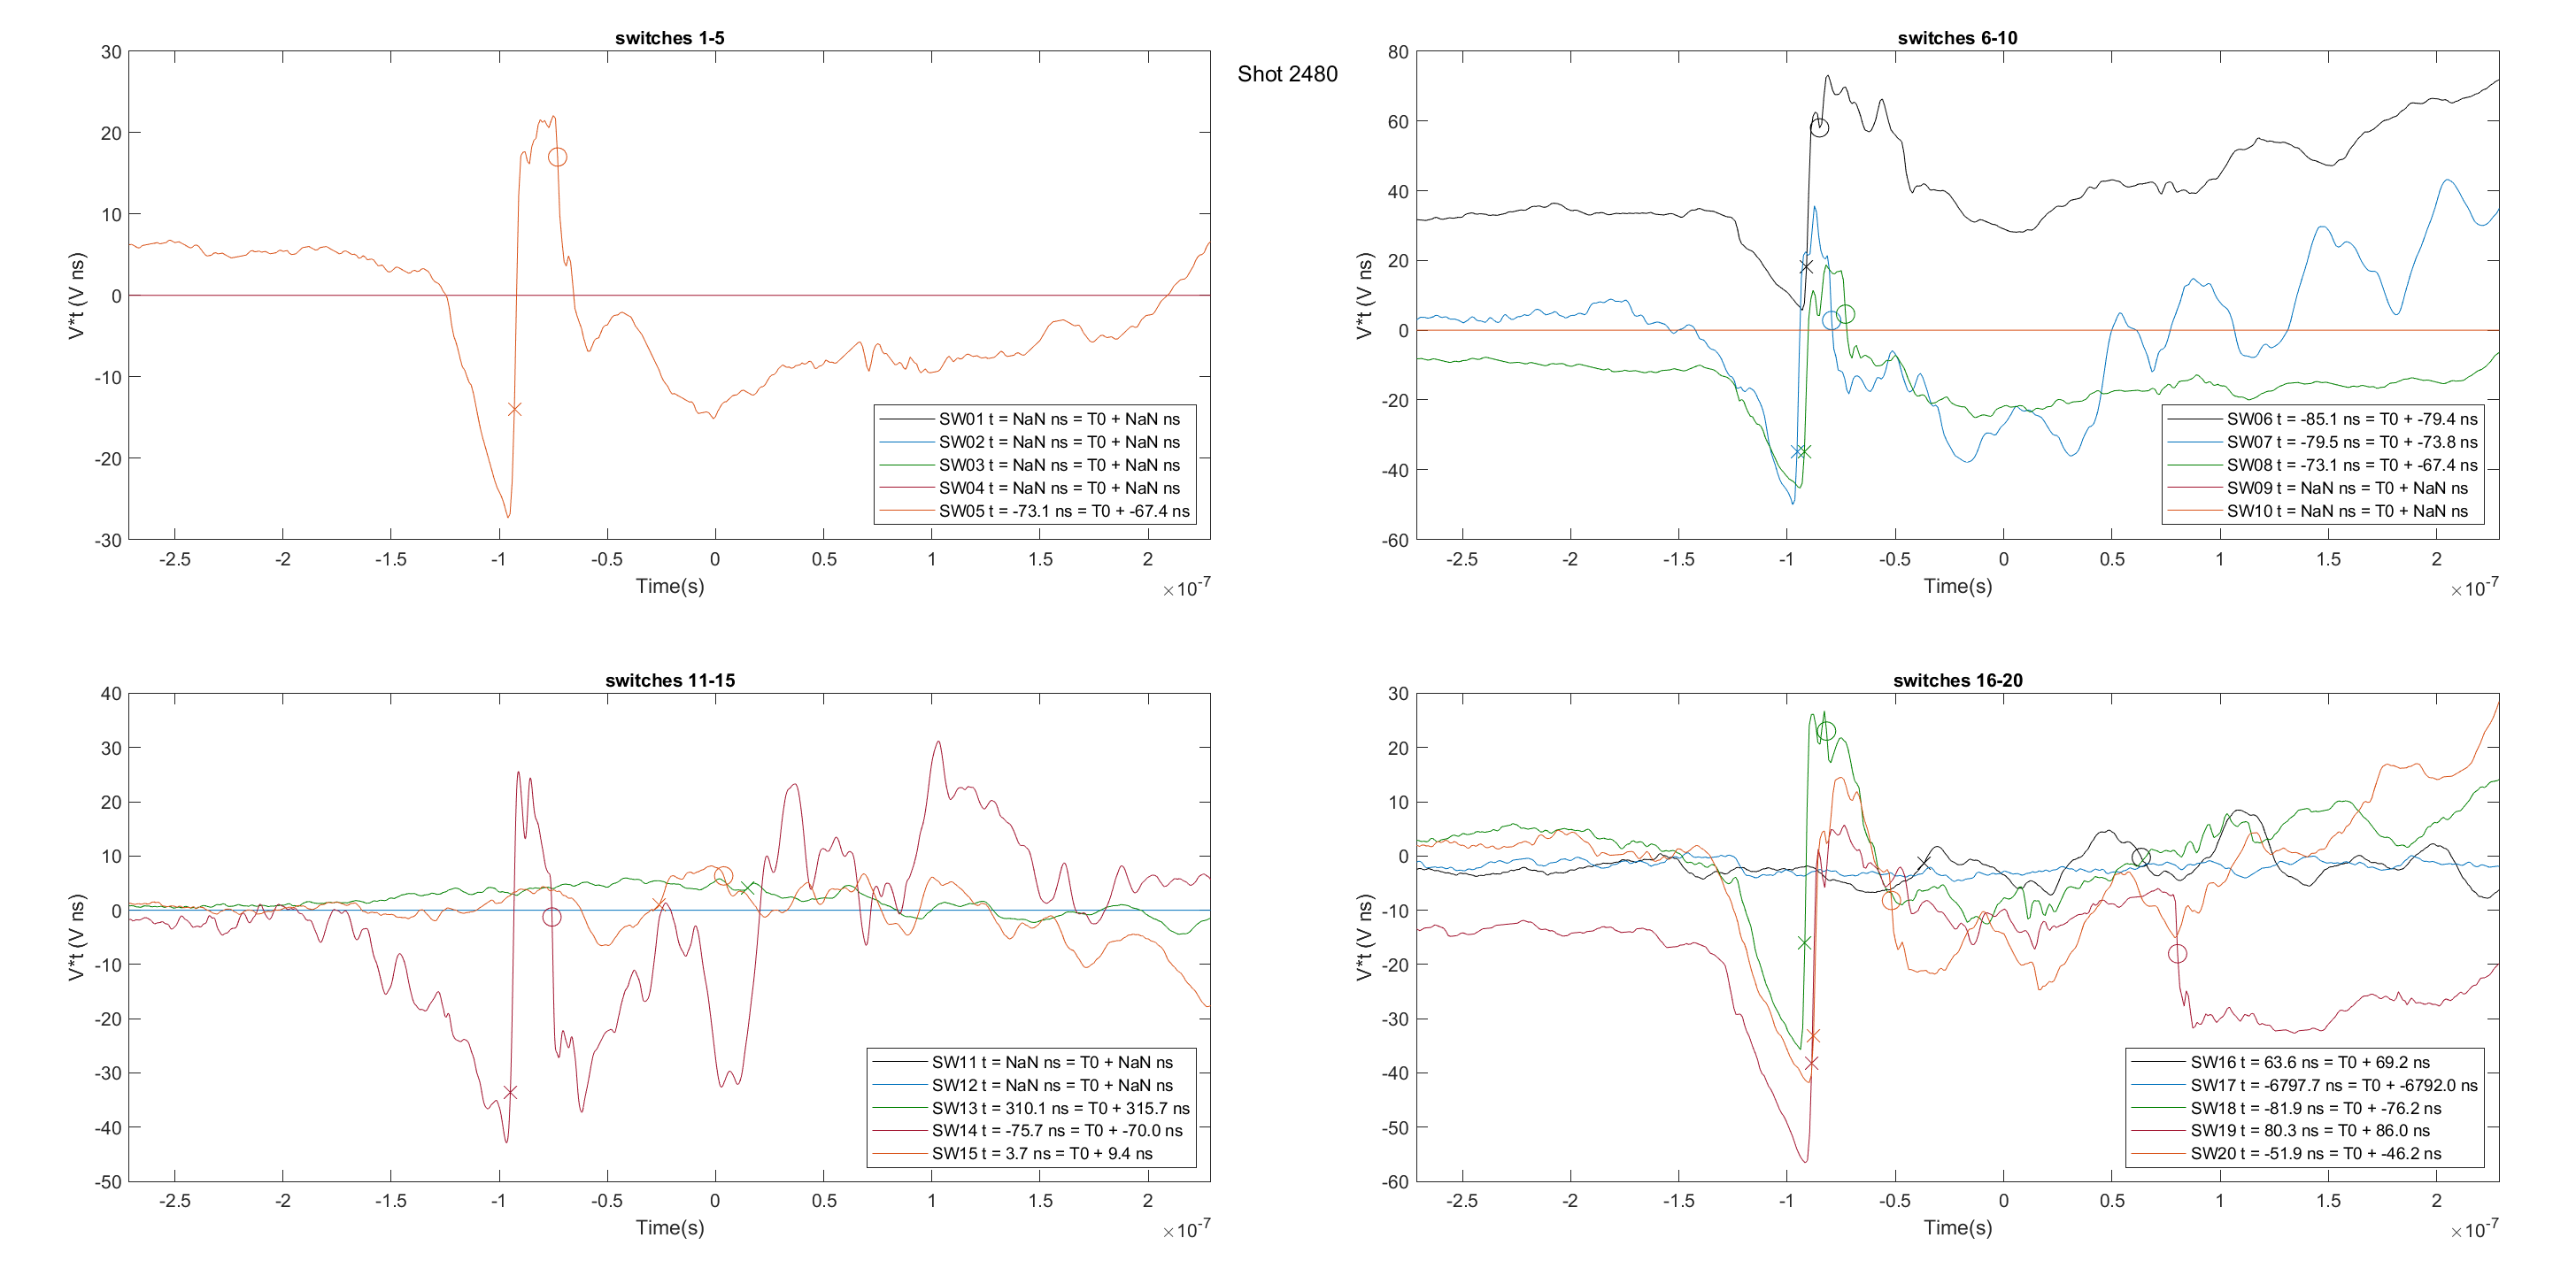 Shot 2480
switches 1-5
30
20
10
0
-10
-20
-30
V*t (V ns)
-2.5 -2 -1.5 -1 -0.5 0 0.5 1 1.5 2
Time(s)
×10-7
SW01 t = NaN ns = T0 + NaN ns
SW02 t = NaN ns = T0 + NaN ns
SW03 t = NaN ns = T0 + NaN ns
SW04 t = NaN ns = T0 + NaN ns
SW05 t = -73.1 ns = T0 + -67.4 ns
switches 6-10
80
60
40
20
0
-20
-40
-60
V*t (V ns)
-2.5 -2 -1.5 -1 -0.5 0 0.5 1 1.5 2
Time(s)
×10-7
SW06 t = -85.1 ns = T0 + -79.4 ns
SW07 t = -79.5 ns = T0 + -73.8 ns
SW08 t = -73.1 ns = T0 + -67.4 ns
SW09 t = NaN ns = T0 + NaN ns
SW10 t = NaN ns = T0 + NaN ns
switches 11-15
40
30
20
10
0
-10
-20
-30
-40
-50
V*t (V ns)
-2.5 -2 -1.5 -1 -0.5 0 0.5 1 1.5 2
Time(s)
×10-7
SW11 t = NaN ns = T0 + NaN ns
SW12 t = NaN ns = T0 + NaN ns
SW13 t = 310.1 ns = T0 + 315.7 ns
SW14 t = -75.7 ns = T0 + -70.0 ns
SW15 t = 3.7 ns = T0 + 9.4 ns
switches 16-20
30
20
10
0
-10
-20
-30
-40
-50
-60
V*t (V ns)
-2.5 -2 -1.5 -1 -0.5 0 0.5 1 1.5 2
Time(s)
×10-7
SW16 t = 63.6 ns = T0 + 69.2 ns
SW17 t = -6797.7 ns = T0 + -6792.0 ns
SW18 t = -81.9 ns = T0 + -76.2 ns
SW19 t = 80.3 ns = T0 + 86.0 ns
SW20 t = -51.9 ns = T0 + -46.2 ns